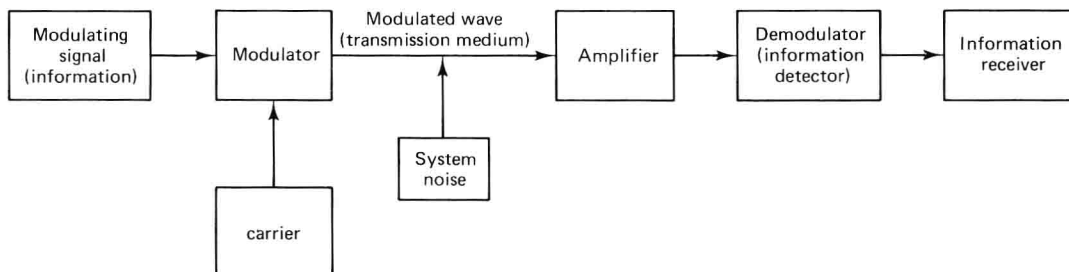 Modulating
signal
(information)
Modulator
Modulated wave
(transmission medium)
Amplifier
Demodulator
(information
detector)
Information
receiver
System
noise
carrier